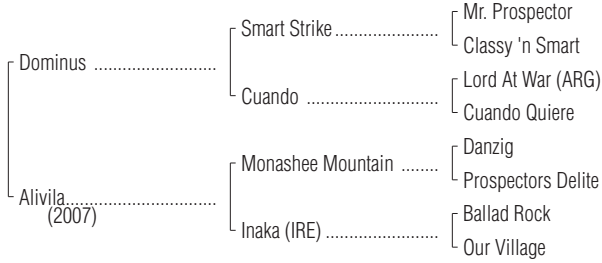 Mr. Prospector
Smart Strike
Classy 'n Smart
Dominus
Lord At War (ARG)
Cuando
Cuando Quiere
Danzig
Monashee Mountain
Prospectors Delite
Alivila
(2007)
Ballad Rock
Inaka (IRE)
Our Village